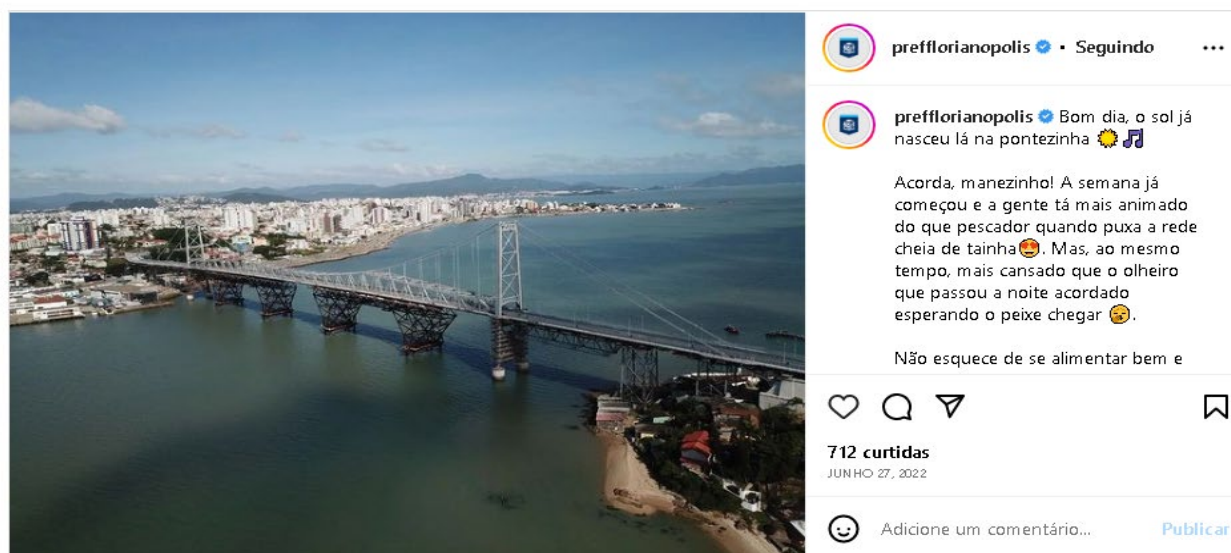 prefflorianopolis • Seguindo
prefflorianopolis Bom dia, o sol já
nasceu lá na pontezinha ☀️🎵
Acorda, manezinho! A semana já
começou e a gente tá mais animado
do que pescador quando puxa a rede
cheia de tainha😍. Mas, ao mesmo
tempo, mais cansado que o olheiro
que passou a noite acordado
esperando o peixe chegar 😪.
Não esquece de se alimentar bem e
712 curtidas
JUNHO 27, 2022
Adicione um comentário... Publicar